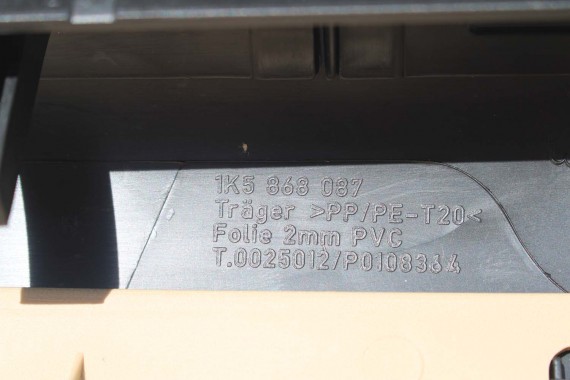 1K5 868 087
Träger >PP/PE-T20<
Folie 2mm PVC
T.0025012/P0108364